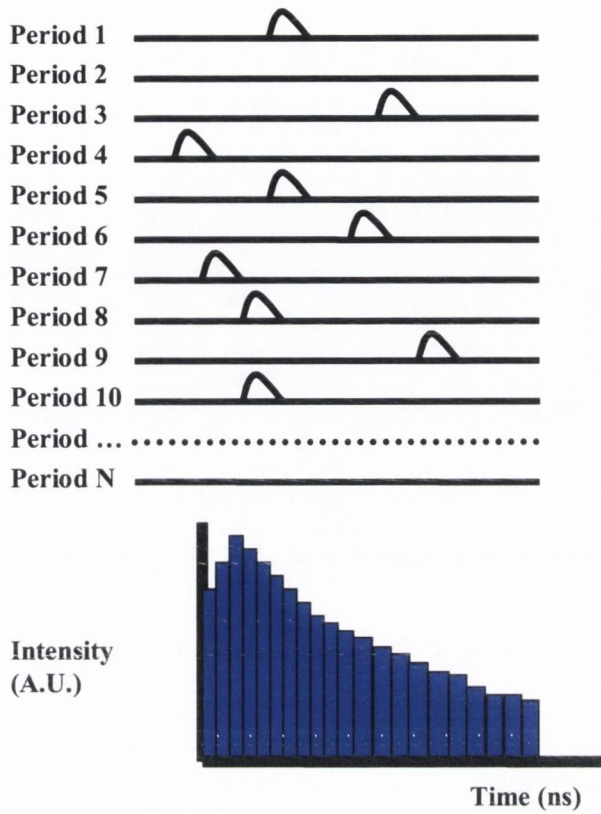 Period 1
Period 2
Period 3
Period 4
Period 5
Period 6
Period 7
Period 8
Period 9
Period 10
Period ...
Period N
Intensity
(A.U.)
Time (ns)